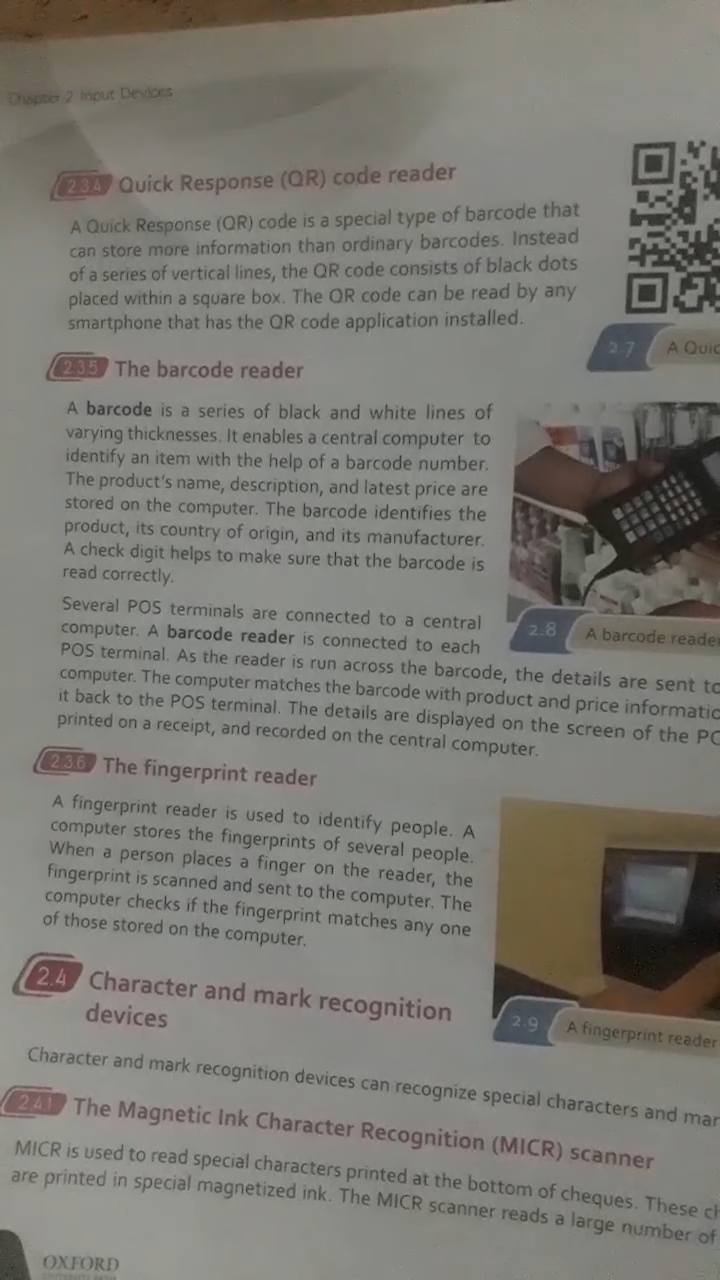 Chapter 2 Input Devices
2.3.4 Quick Response (QR) code reader
A Quick Response (QR) code is a special type of barcode that
can store more information than ordinary barcodes. Instead
of a series of vertical lines, the QR code consists of black dots
placed within a square box. The QR code can be read by any
smartphone that has the QR code application installed.
2.7 A
2.3.5 The barcode reader
A barcode is a series of black and white lines of
varying thicknesses. It enables a central computer to
identify an item with the help of a barcode number.
The product's name, description, and latest price are
stored on the computer. The barcode identifies the
product, its country of origin, and its manufacturer.
A check digit helps to make sure that the barcode is
read correctly.
2.8 A barcode reader
Several POS terminals are connected to a central
computer. A barcode reader is connected to each
POS terminal. As the reader is run across the barcode, the details are sent to
computer. The computer matches the barcode with product and price
it back to the POS terminal. The details are displayed on the screen of the
printed on a receipt, and recorded on the central computer.
2.3.6 The fingerprint reader
A fingerprint reader is used to identify people. A
computer stores the fingerprints of several people.
When a person places a finger on the reader, the
fingerprint is scanned and sent to the computer. The
computer checks if the fingerprint matches any one
of those stored on the computer.
2.9 A fingerprint reader
2.4 Character and mark recognition
devices
Character and mark recognition devices can recognize special characters and
2.4.1 The Magnetic Ink Character Recognition (MICR) scanner
MICR is used to read special characters printed at the bottom of cheques. These
are printed in special magnetized ink. The MICR scanner reads a large number of
OXFORD